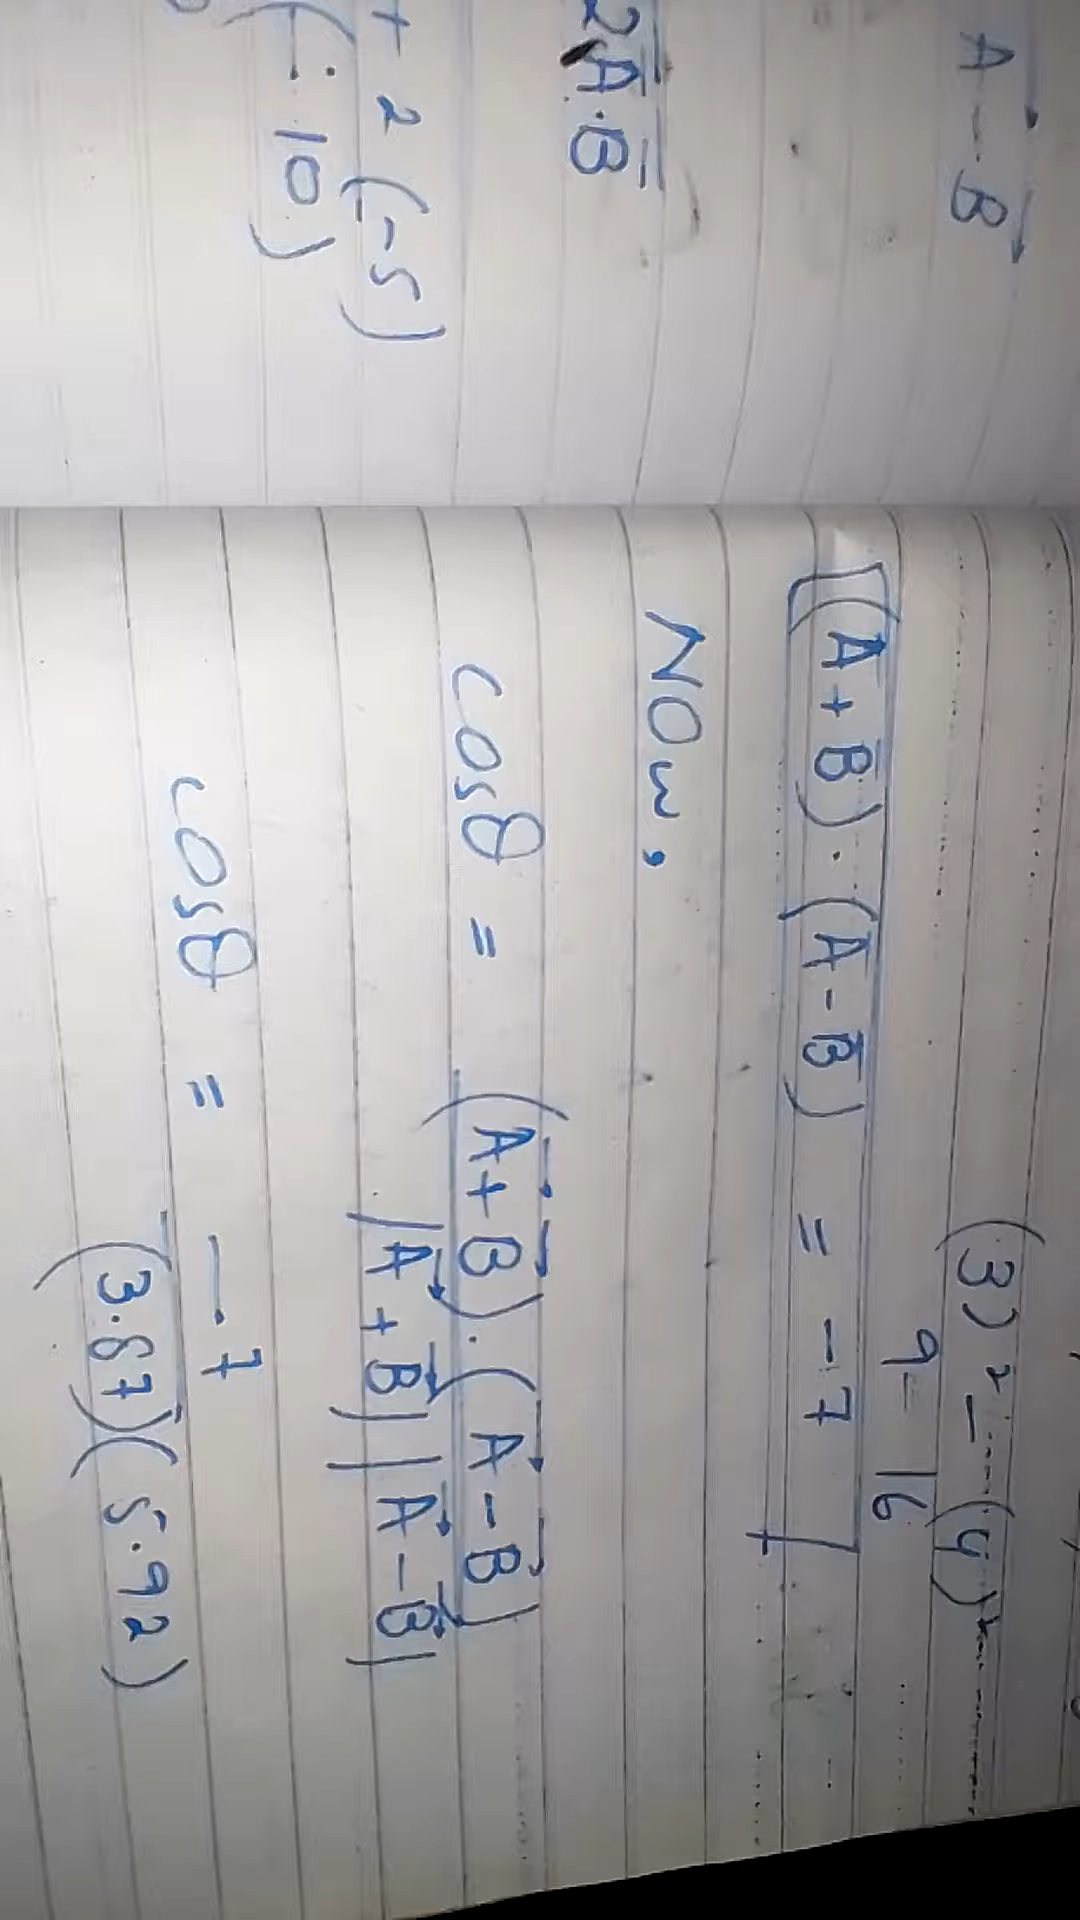 A - B
2A·B
+ 2(-5)
(-10)
(3)² - (4)²
9 - 16
(A + B)·(A - B) = -7
Now,
cosθ = (A + B)·(A - B)
|A + B||A - B|
cosθ = -7
(3.87)(5.92)